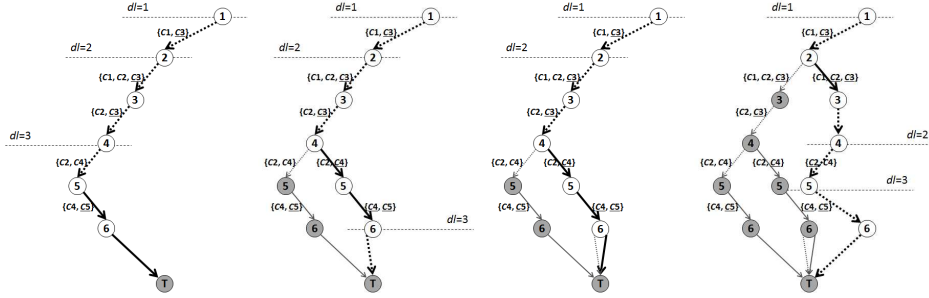 dl=1
1
{C1, C3}
dl=2
2
{C1, C2, C3}
3
{C2, C3}
dl=3
4
{C2, C4}
5
{C4, C5}
6
T
dl=1
1
{C1, C3}
dl=2
2
{C1, C2, C3}
3
{C2, C3}
4
{C2, C4} {C2, C4}
5 5
{C4, C5} {C4, C5}
dl=3
6 6
T
dl=1
1
{C1, C3}
dl=2
2
{C1, C2, C3}
3
{C2, C3}
4
{C2, C4} {C2, C4}
5 5
{C4, C5} {C4, C5}
6 6
T
dl=1
1
{C1, C3}
2
{C1, C2, C3} {C1, C2, C3}
3 3
{C2, C3}
dl=2
4 4
{C2, C4} {C2, C4}
dl=3
5 5 5
{C4, C5} {C4, C5}
6 6 6
T